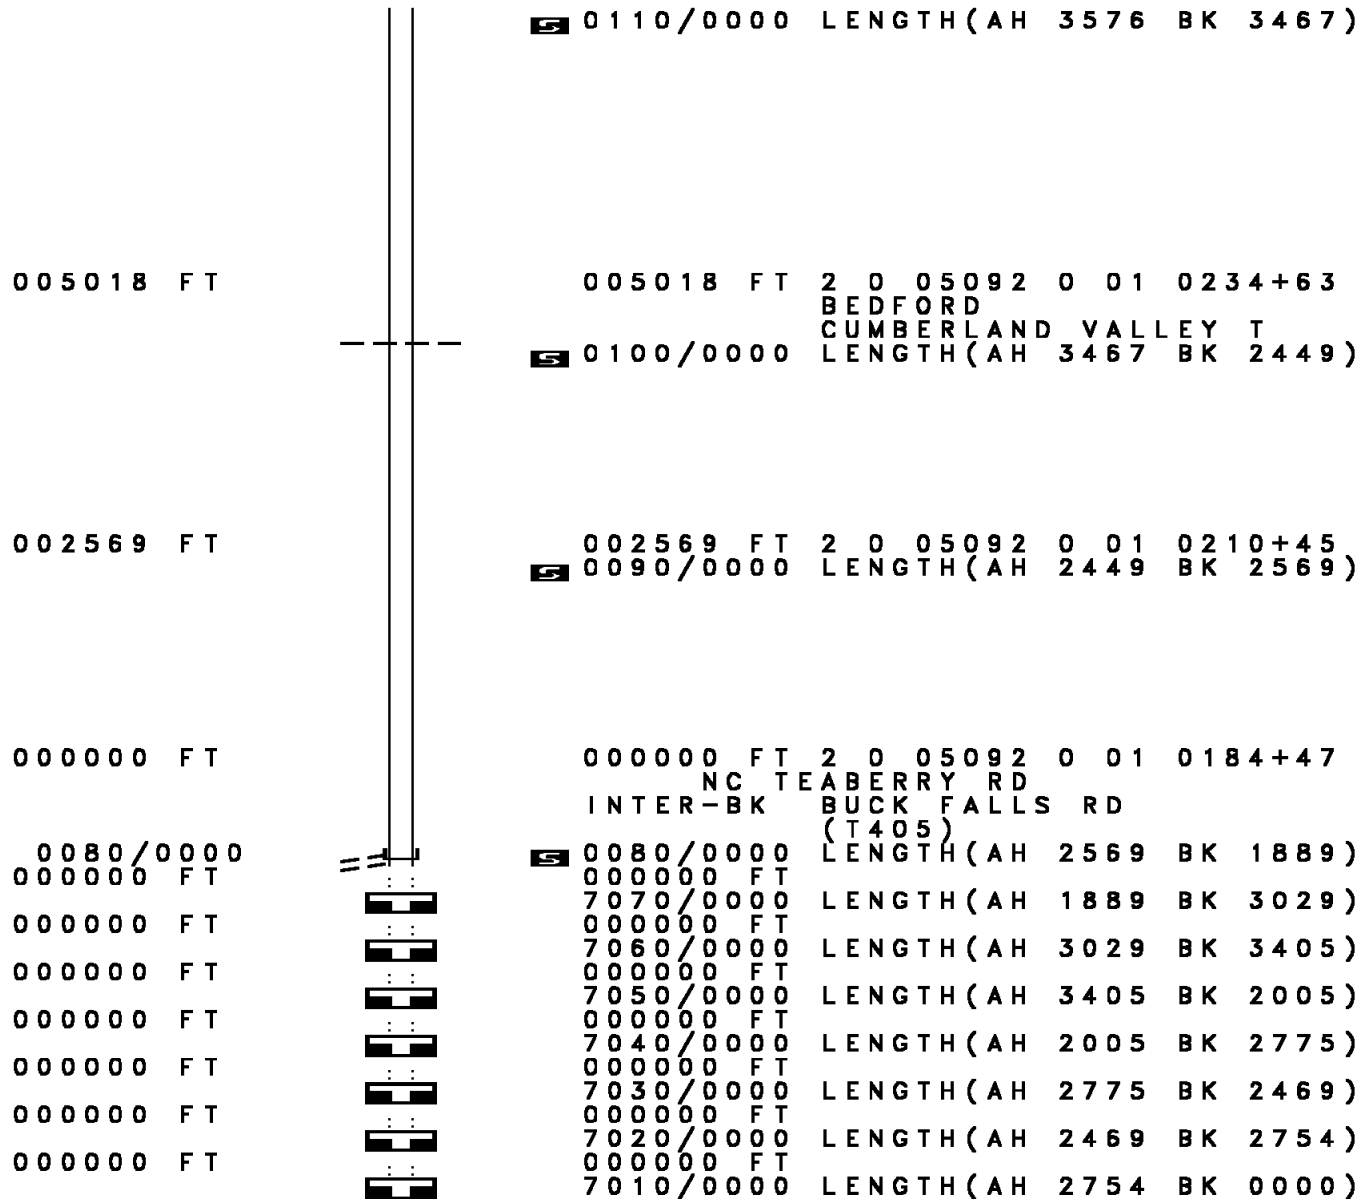 0110/0000 LENGTH(AH 3576 BK 3467)
005018 FT 005018 FT 2 0 05092 0 01 0234+63
BEDFORD
CUMBERLAND VALLEY T
0100/0000 LENGTH(AH 3467 BK 2449)
002569 FT 002569 FT 2 0 05092 0 01 0210+45
0090/0000 LENGTH(AH 2449 BK 2569)
000000 FT 000000 FT 2 0 05092 0 01 0184+47
NC TEABERRY RD
INTER-BK BUCK FALLS RD
(T405)
0080/0000 0080/0000 LENGTH(AH 2569 BK 1889)
000000 FT 000000 FT
7070/0000 LENGTH(AH 1889 BK 3029)
000000 FT 000000 FT
7060/0000 LENGTH(AH 3029 BK 3405)
000000 FT 000000 FT
7050/0000 LENGTH(AH 3405 BK 2005)
000000 FT 000000 FT
7040/0000 LENGTH(AH 2005 BK 2775)
000000 FT 000000 FT
7030/0000 LENGTH(AH 2775 BK 2469)
000000 FT 000000 FT
7020/0000 LENGTH(AH 2469 BK 2754)
000000 FT 000000 FT
7010/0000 LENGTH(AH 2754 BK 0000)